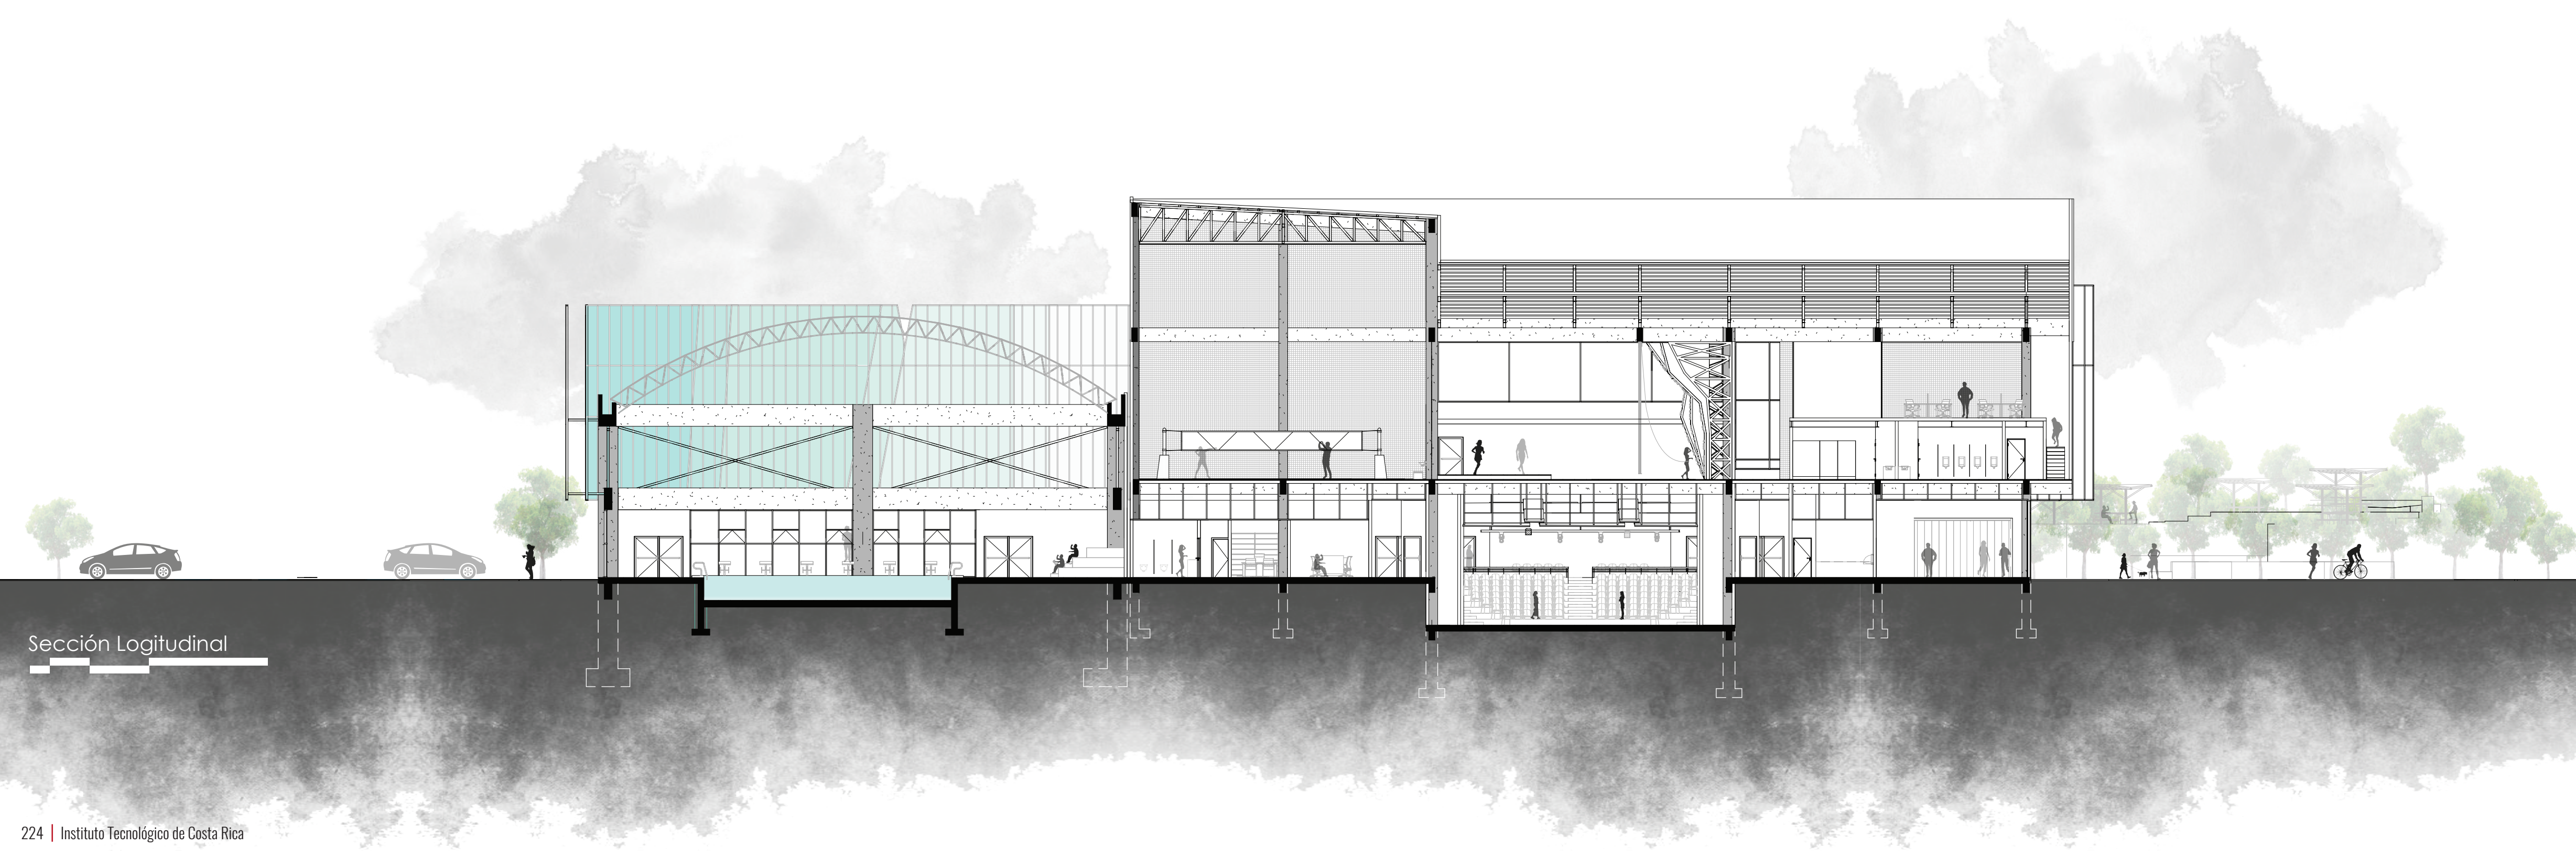 Sección Logitudinal
224 | Instituto Tecnológico de Costa Rica